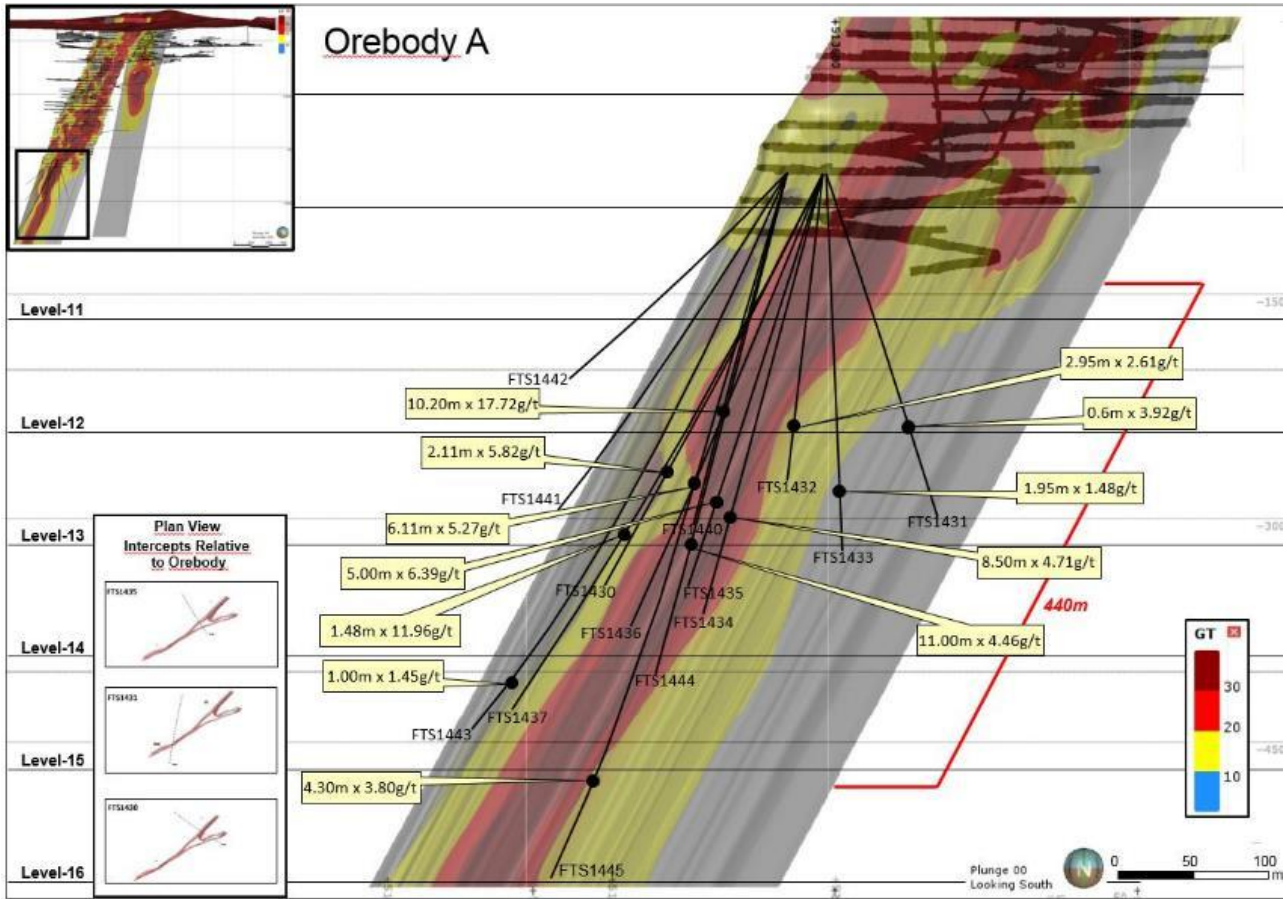 Orebody A
Level-11
Level-12
Level-13
Level-14
Level-15
Level-16
-150
-300
-450
FTS1442
10.20m x 17.72g/t
2.11m x 5.82g/t
FTS1441
6.11m x 5.27g/t
5.00m x 6.39g/t
1.48m x 11.96g/t
1.00m x 1.45g/t
4.30m x 3.80g/t
2.95m x 2.61g/t
0.6m x 3.92g/t
1.95m x 1.48g/t
8.50m x 4.71g/t
11.00m x 4.46g/t
FTS1432
FTS1431
FTS1440
FTS1433
FTS1430
FTS1435
FTS1436
FTS1434
FTS1444
FTS1437
FTS1443
FTS1445
440m
Plan View
Intercepts Relative
to Orebody
FTS1435
FTS1431
FTS1430
GT
30
20
10
Plunge 00
Looking South
N
0 50 100
m